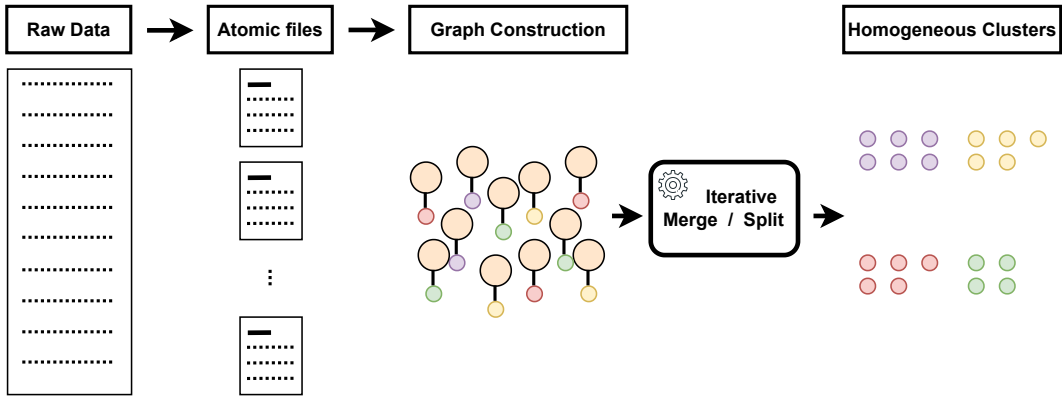 Raw Data
Atomic files
Graph Construction
Homogeneous Clusters
Iterative
Merge / Split